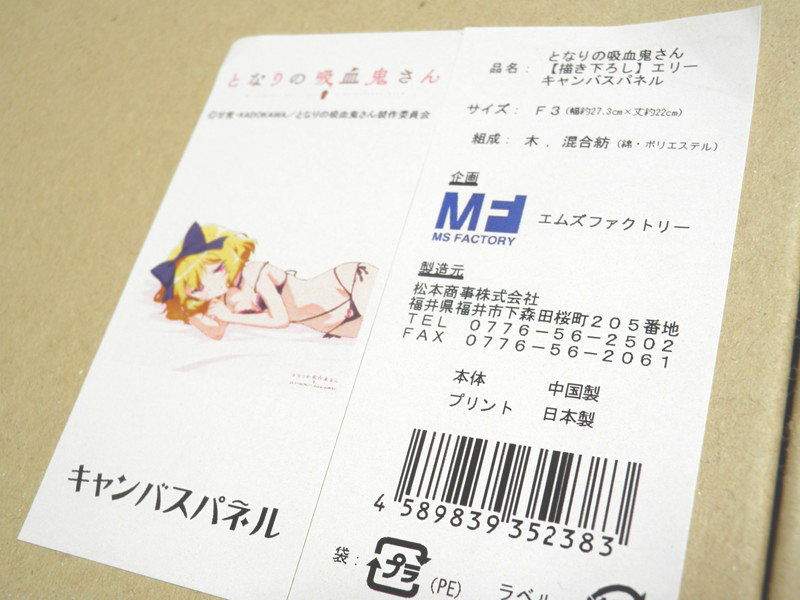 となりの吸血鬼さん
©甘党・KADOKAWA／となりの吸血鬼さん製作委員会
キャンバスパネル
品名： となりの吸血鬼さん
【描き下ろし】エリー
キャンバスパネル
サイズ： Ｆ３(幅約27.3cm×丈約22cm)
組成： 木 ， 混合紡（綿・ポリエステル）
企画
MF
MS FACTORY
エムズファクトリー
製造元
松本商事株式会社
福井県福井市下森田桜町２０５番地
ＴＥＬ ０７７６－５６－２５０２
ＦＡＸ ０７７６－５６－２０６１
本体 中国製
プリント 日本製
4 589839 352383
袋： プラ (PE) ラベル